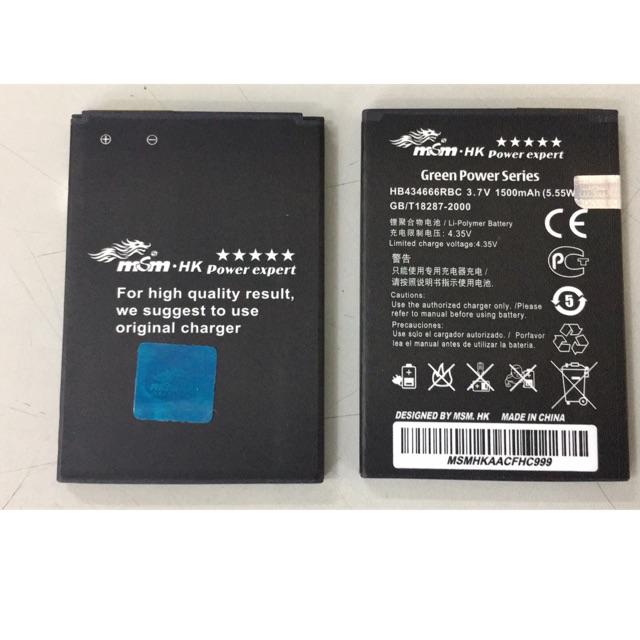 mSm·HK Power expert
For high quality result,
we suggest to use
original charger
mSm·HK Power expert
Green Power Series
HB434666RBC 3.7V 1500mAh (5.55W
GB/T18287-2000
锂聚合物电池 / Li-Polymer Battery
充电限制电压 : 4.35V
Limited charge voltage:4.35V
警告
只能使用专用充电器充电 /
请按照说明书指示使用电池。
Cautions:
Use the authorized charger only. /Please
refer to manual before using battery.
Precauciones:
Use solo el cargador autorizado. / Porfavor
lea el manual antes de usar la bateria.
CE
PC
5
DESIGNED BY MSM. HK MADE IN CHINA
MSMHKAACFHC999